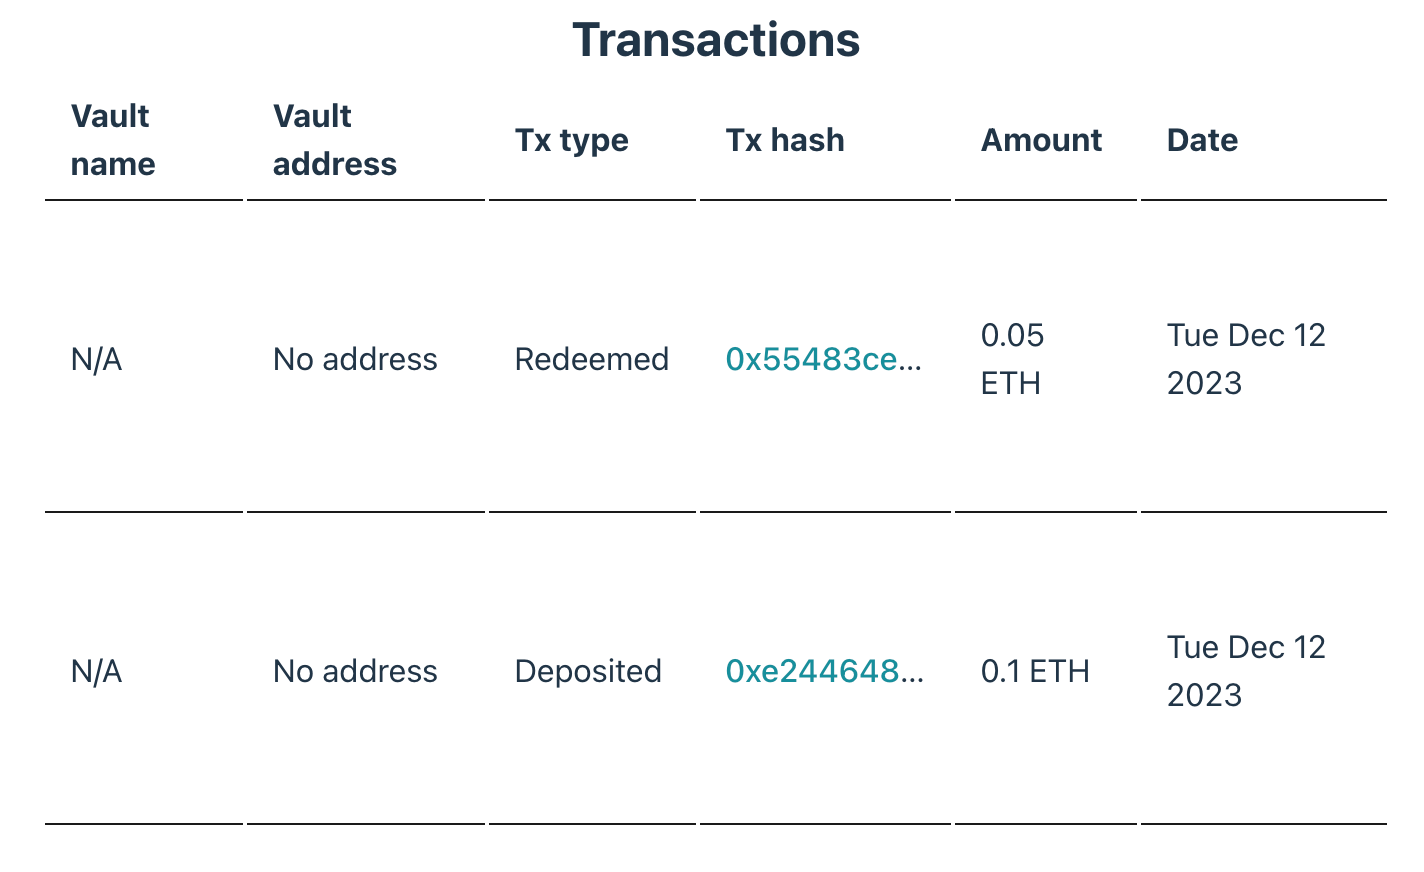 Transactions
Vault name
Vault address
Tx type
Tx hash
Amount
Date
N/A
No address
Redeemed
0x55483ce...
0.05 ETH
Tue Dec 12 2023
N/A
No address
Deposited
0xe244648...
0.1 ETH
Tue Dec 12 2023